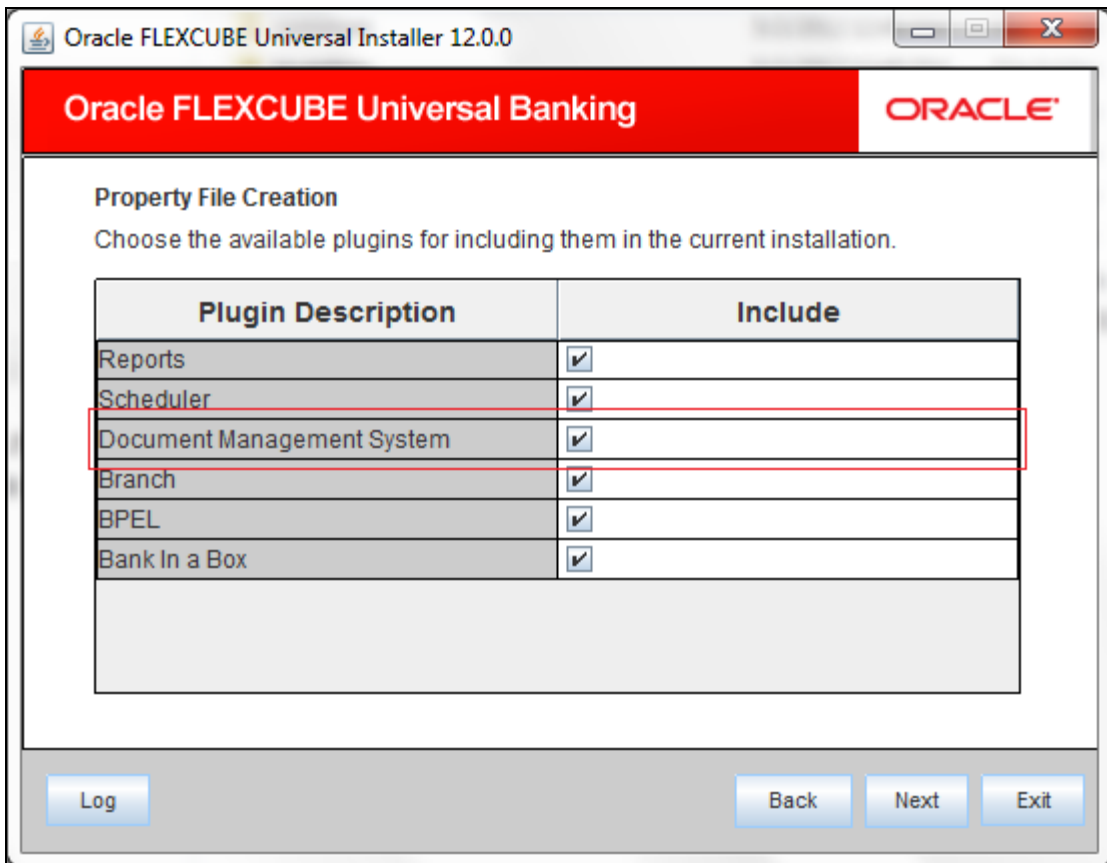 Oracle FLEXCUBE Universal Installer 12.0.0
Oracle FLEXCUBE Universal Banking
ORACLE
Property File Creation
Choose the available plugins for including them in the current installation.
Plugin Description Include
Reports
Scheduler
Document Management System
Branch
BPEL
Bank In a Box
Log Back Next Exit